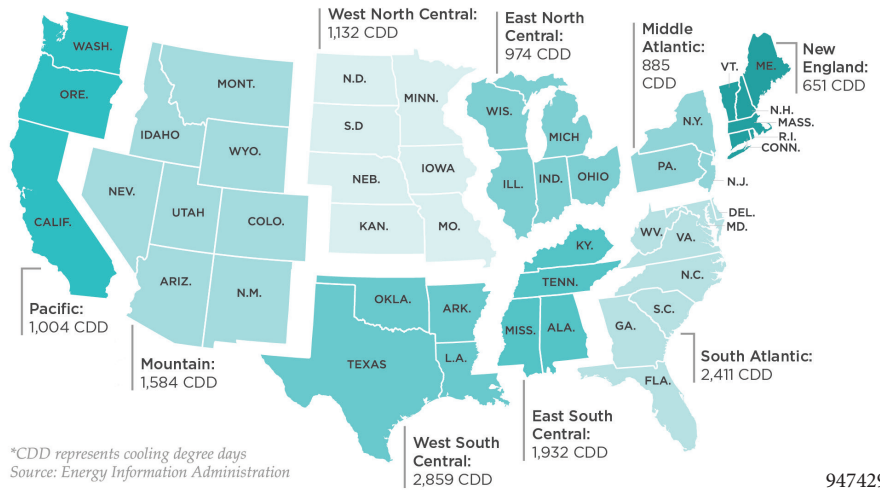 West North Central:
1,132 CDD
East North
Central:
974 CDD
Middle
Atlantic:
885
CDD
New
England:
651 CDD
WASH.
ORE.
CALIF.
MONT.
IDAHO
WYO.
NEV.
UTAH
COLO.
ARIZ.
N.M.
N.D.
S.D
NEB.
KAN.
MINN.
IOWA
MO.
WIS.
MICH
ILL.
IND.
OHIO
N.Y.
PA.
N.J.
VT.
ME.
N.H.
MASS.
R.I.
CONN.
DEL.
MD.
WV.
VA.
N.C.
S.C.
GA.
FLA.
KY.
TENN.
MISS.
ALA.
OKLA.
ARK.
TEXAS
L.A.
Pacific:
1,004 CDD
Mountain:
1,584 CDD
West South
Central:
2,859 CDD
East South
Central:
1,932 CDD
South Atlantic:
2,411 CDD
*CDD represents cooling degree days
Source: Energy Information Administration
947429